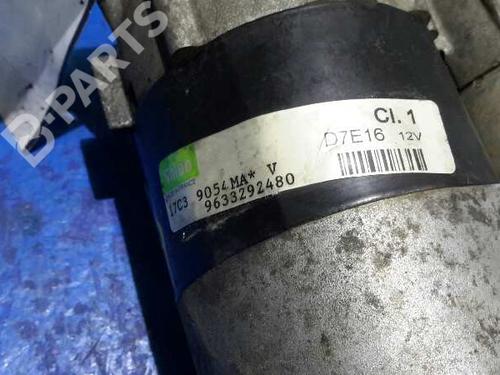 B-PARTS
Cl. 1
D7E16 12V
17C3 9054MA* V
9633292480